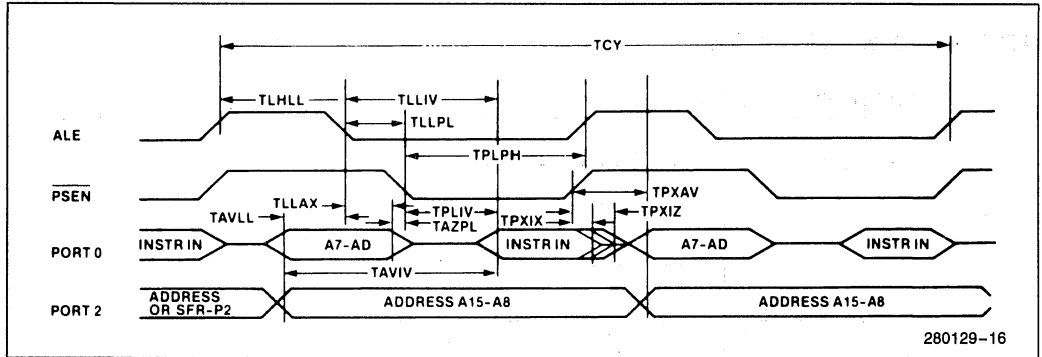 TCY
TLHLL
TLLIV
TLLPL
ALE
TPLPH
PSEN
TPXAV
TLLAX
TPLIV
TPXIZ
TAVLL
TAZPL
TPXIX
PORT 0
INSTR IN
A7-AD
INSTR IN
A7-AD
INSTR IN
TAVIV
PORT 2
ADDRESS
OR SFR-P2
ADDRESS A15-A8
ADDRESS A15-A8
280129-16